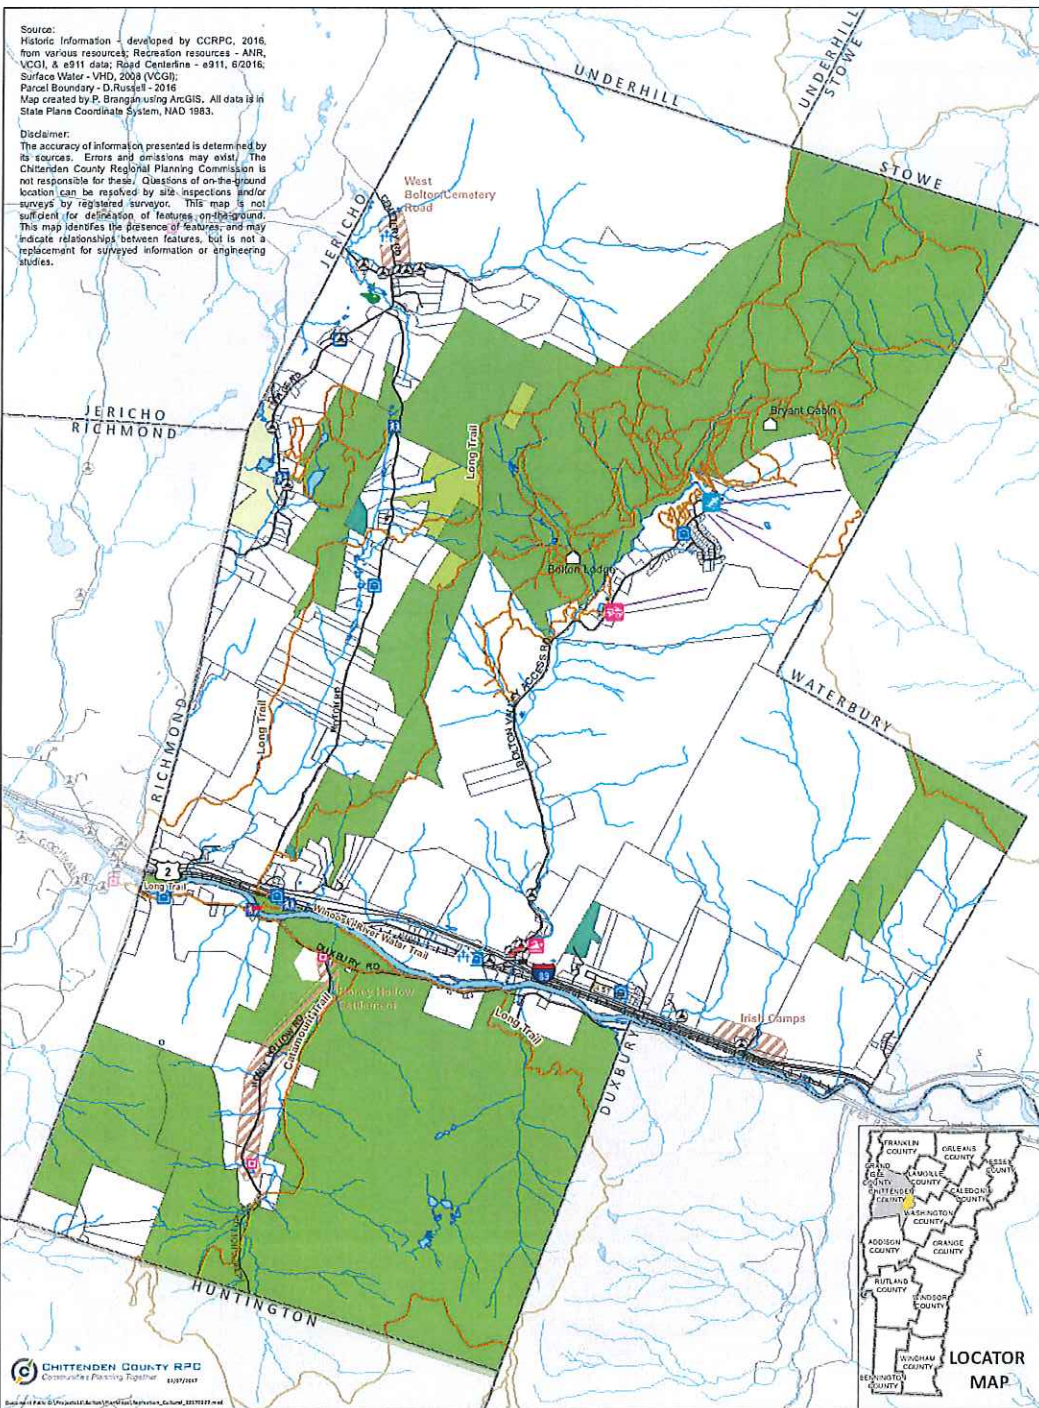 Source:
Historic Information - developed by CCRPC, 2016,
from various resources; Recreation resources - ANR,
VCGI, & e911 data; Road Centerline - e911, 6/2016;
Surface Water - VHD, 2008 (VCGI);
Parcel Boundary - D.Russell - 2016
Map created by P. Brangan using ArcGIS. All data is in
State Plane Coordinate System, NAD 1983.
Disclaimer:
The accuracy of information presented is determined by
its sources. Errors and omissions may exist. The
Chittenden County Regional Planning Commission is
not responsible for these. Questions of on-the-ground
location can be resolved by site inspections and/or
surveys by registered surveyor. This map is not
sufficient for delineation of features on-the-ground.
This map identifies the presence of features, and may
indicate relationships between features, but is not a
replacement for surveyed information or engineering
studies.
UNDERHILL
UNDERHILL
STOWE
STOWE
West
Bolton/Cemetery
Road
JERICHO
JERICHO
RICHMOND
Long Trail
Bryant Cabin
Bolton Lodge
BOLTON VALLEY ACCESS RD
WATERBURY
RICHMOND
Long Trail
2
Long Trail
Winooski River Water Trail
DUXBURY RD
89
Honey Hollow
Settlement
Catamount Trail
Long Trail
Irish Camps
DUXBURY
HUNTINGTON
FRANKLIN
COUNTY
ORLEANS
COUNTY
ESSEX
COUNTY
GRAND
ISLE
COUNTY
LAMOILLE
COUNTY
CHITTENDEN
COUNTY
CALEDONIA
COUNTY
WASHINGTON
COUNTY
ADDISON
COUNTY
ORANGE
COUNTY
RUTLAND
COUNTY
WINDSOR
COUNTY
WINDHAM
COUNTY
BENNINGTON
COUNTY
LOCATOR
MAP
CHITTENDEN COUNTY RPC
Communities Planning Together